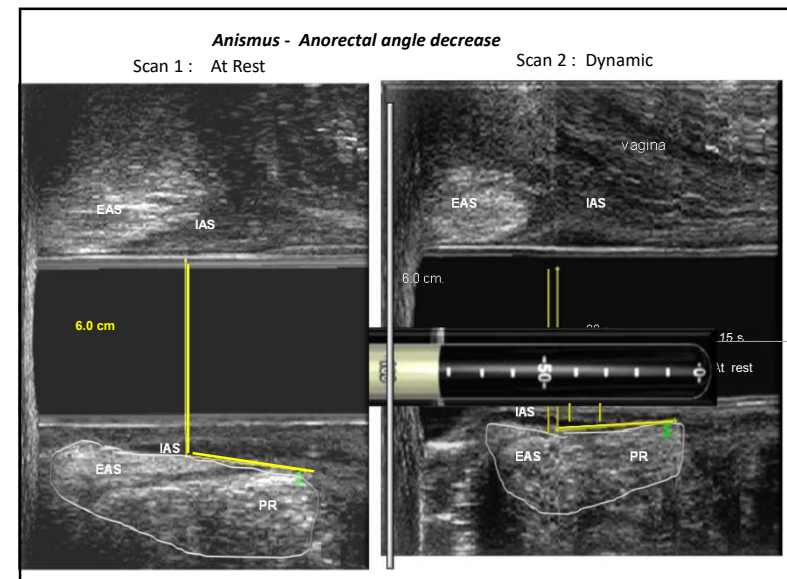 Anismus - Anorectal angle decrease
Scan 1 : At Rest
Scan 2 : Dynamic
EAS
IAS
6.0 cm
IAS
EAS
PR
vagina
EAS
IAS
6.0 cm.
15 s
At rest
-50-
-0-
IAS
EAS
PR